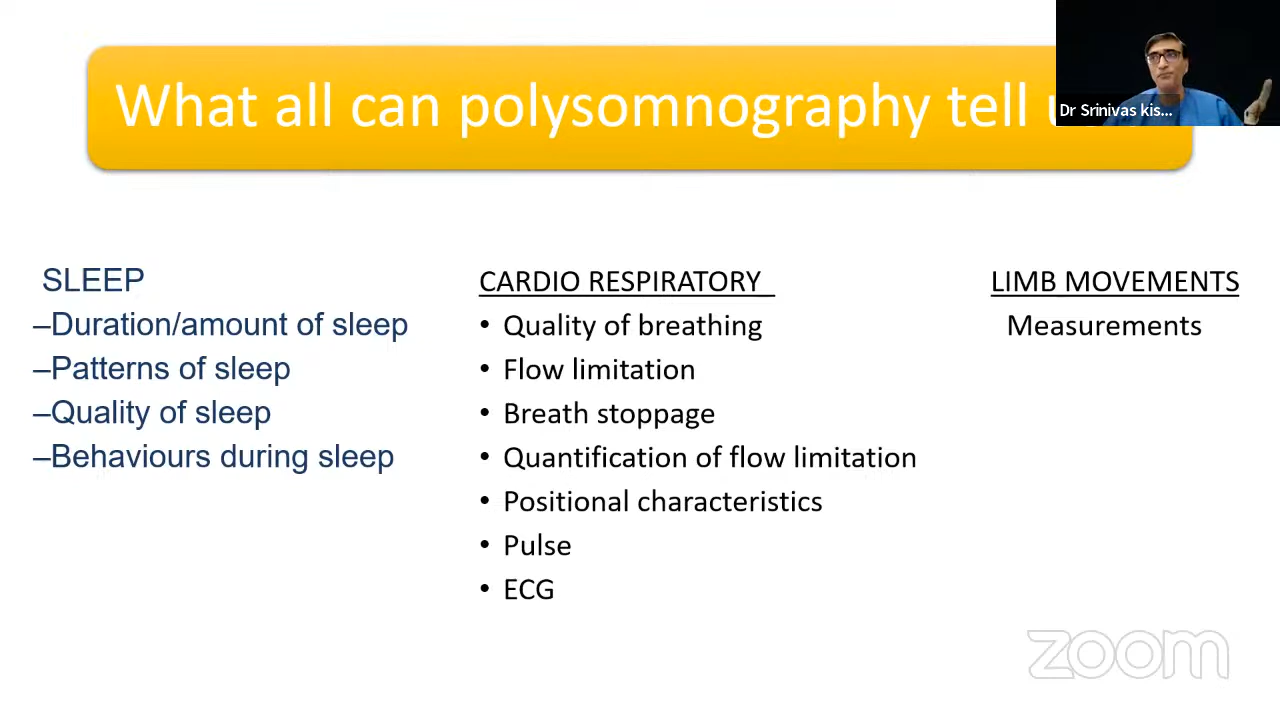 What all can polysomnography tell
Dr Srinivas kis...
SLEEP
–Duration/amount of sleep
–Patterns of sleep
–Quality of sleep
–Behaviours during sleep
CARDIO RESPIRATORY
• Quality of breathing
• Flow limitation
• Breath stoppage
• Quantification of flow limitation
• Positional characteristics
• Pulse
• ECG
LIMB MOVEMENTS
Measurements
zoom